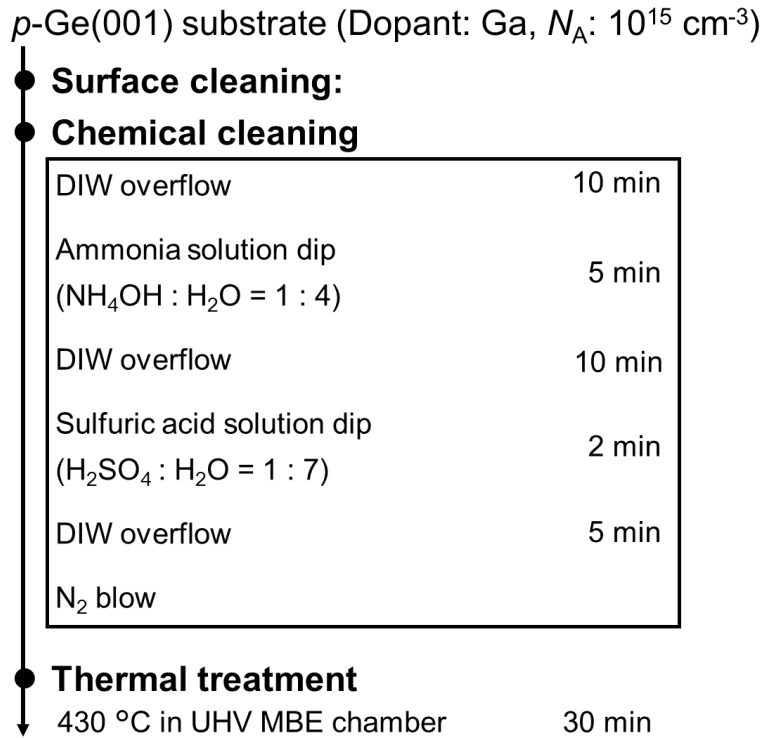 p-Ge(001) substrate (Dopant: Ga, N_A: 10¹⁵ cm⁻³)
Surface cleaning:
Chemical cleaning
DIW overflow 10 min
Ammonia solution dip
(NH₄OH : H₂O = 1 : 4) 5 min
DIW overflow 10 min
Sulfuric acid solution dip
(H₂SO₄ : H₂O = 1 : 7) 2 min
DIW overflow 5 min
N₂ blow
Thermal treatment
430 °C in UHV MBE chamber 30 min